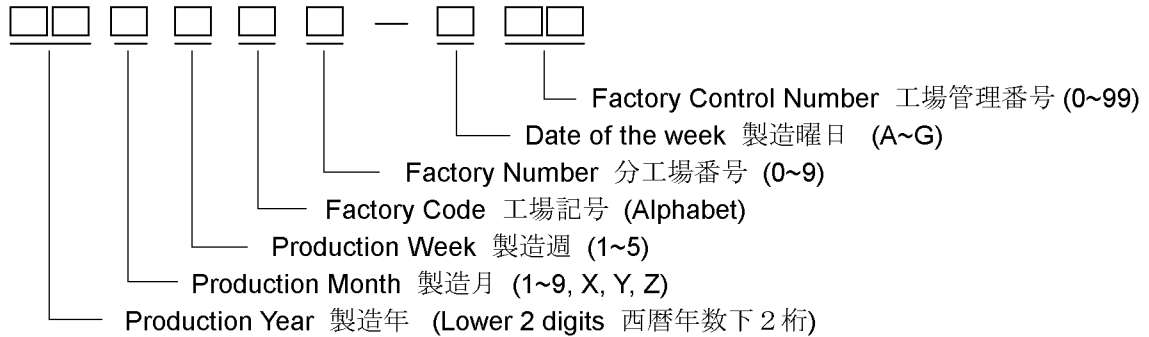 Factory Control Number 工場管理番号 (0~99)
Date of the week 製造曜日 (A~G)
Factory Number 分工場番号 (0~9)
Factory Code 工場記号 (Alphabet)
Production Week 製造週 (1~5)
Production Month 製造月 (1~9, X, Y, Z)
Production Year 製造年 (Lower 2 digits 西暦年数下２桁)